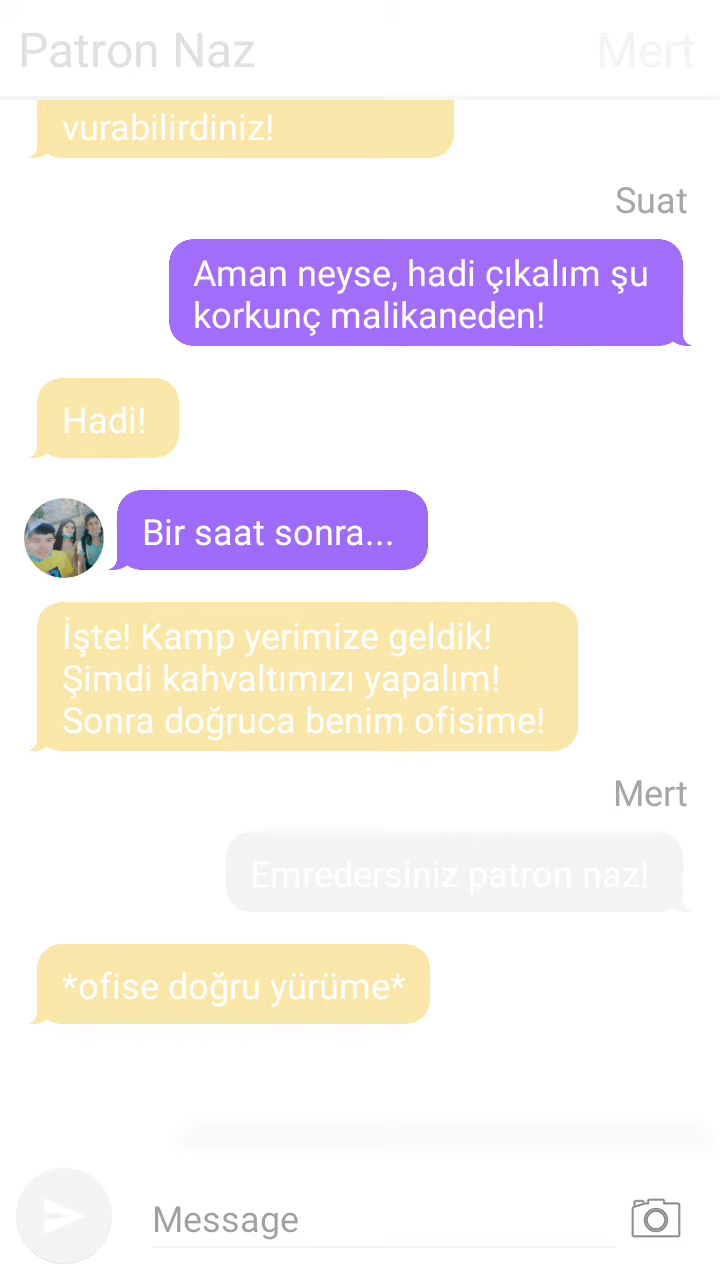 Patron Naz
Mert
vurabilirdiniz!
Suat
Aman neyse, hadi çıkalım şu
korkunç malikaneden!
Hadi!
Bir saat sonra...
İşte! Kamp yerimize geldik!
Şimdi kahvaltımızı yapalım!
Sonra doğruca benim ofisime!
Mert
Emredersiniz patron naz!
*ofise doğru yürüme*
Message